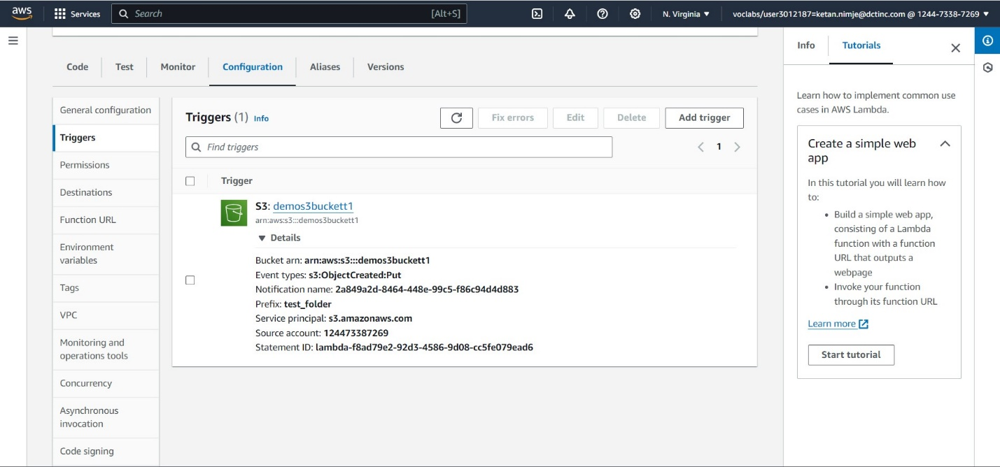 aws Services Search [Alt+S] N. Virginia voclabs/user3012187=ketan.nimje@dctinc.com @ 1244-7338-7269
Code Test Monitor Configuration Aliases Versions
General configuration
Triggers
Permissions
Destinations
Function URL
Environment
variables
Tags
VPC
Monitoring and
operations tools
Concurrency
Asynchronous
invocation
Code signing
Triggers (1) Info Fix errors Edit Delete Add trigger
Find triggers 1
Trigger
S3: demos3buckett1
arn:aws:s3:::demos3buckett1
Details
Bucket arn: arn:aws:s3:::demos3buckett1
Event types: s3:ObjectCreated:Put
Notification name: 2a849a2d-8464-448e-99c5-f86c94d4d883
Prefix: test_folder
Service principal: s3.amazonaws.com
Source account: 124473387269
Statement ID: lambda-f8ad79e2-92d3-4586-9d08-cc5fe079ead6
Info Tutorials
Learn how to implement common use
cases in AWS Lambda.
Create a simple web
app
In this tutorial you will learn how
to:
• Build a simple web app,
consisting of a Lambda
function with a function
URL that outputs a
webpage
• Invoke your function
through its function URL
Learn more
Start tutorial